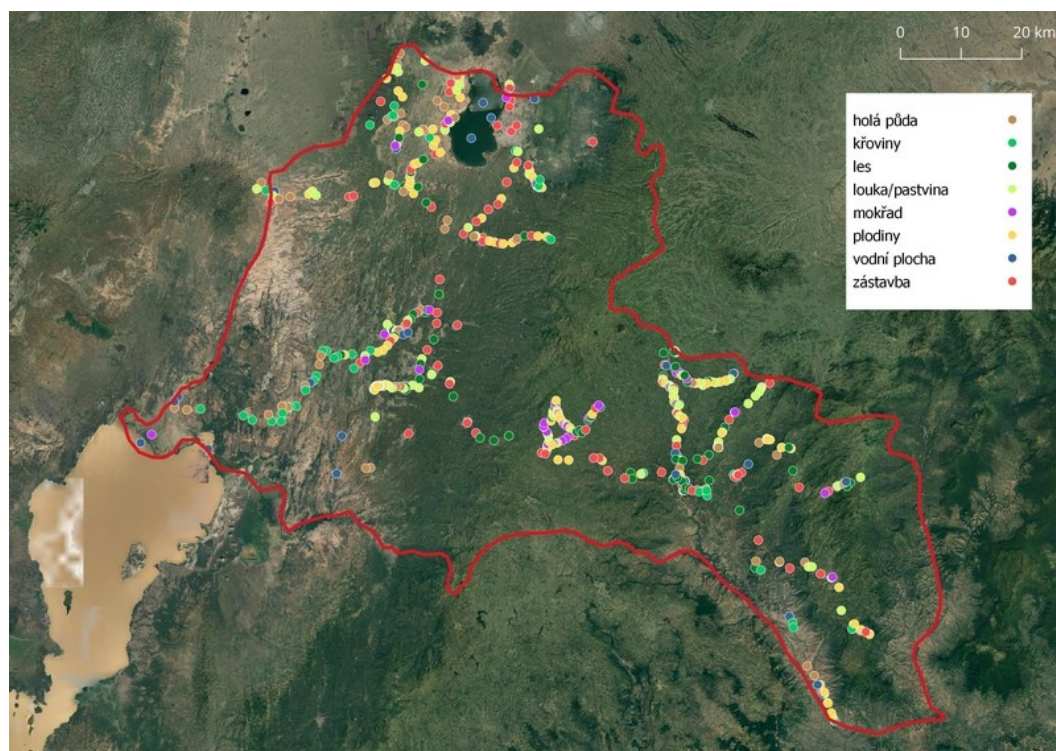 0 10 20 km
holá půda
křoviny
les
louka/pastvina
mokřad
plodiny
vodní plocha
zástavba